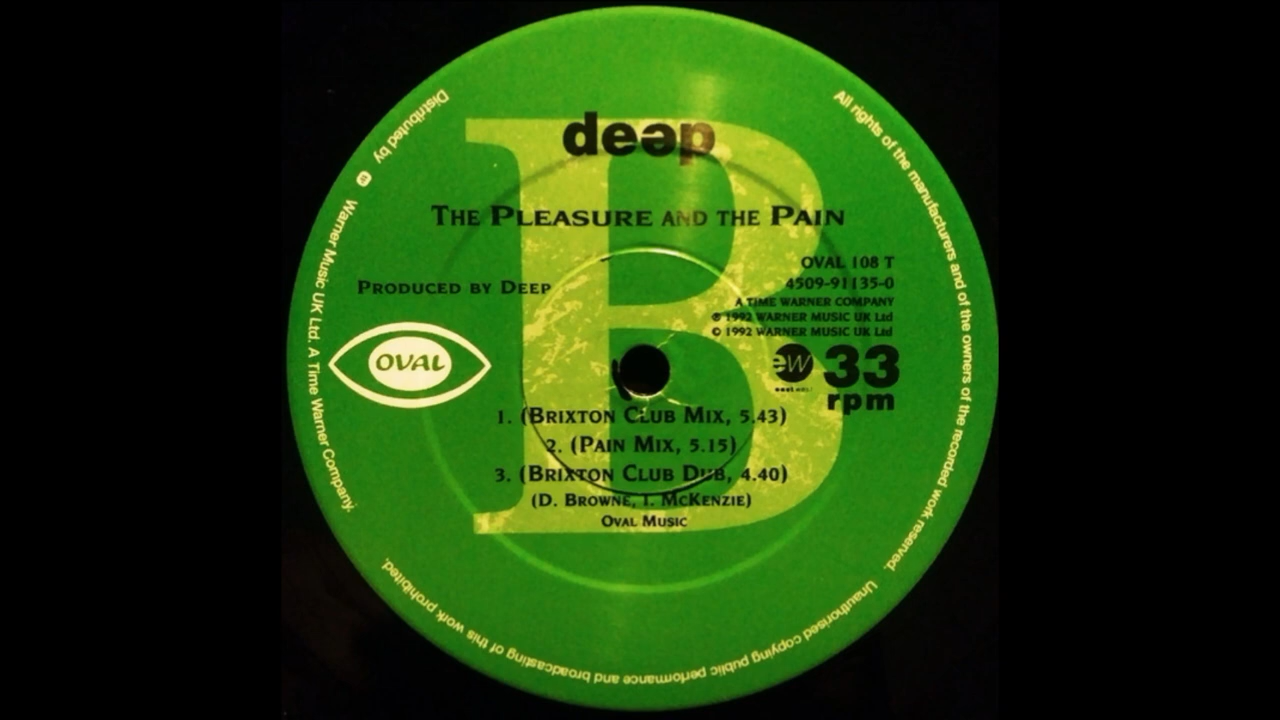 B
deep
THE PLEASURE AND THE PAIN
OVAL 108 T
4509-91135-0
PRODUCED BY DEEP
A TIME WARNER COMPANY
℗ 1992 WARNER MUSIC UK Ltd
© 1992 WARNER MUSIC UK Ltd
OVAL
ew
33
rpm
1. (BRIXTON CLUB MIX, 5.43)
2. (PAIN MIX, 5.15)
3. (BRIXTON CLUB DUB, 4.40)
(D. BROWNE, T. MCKENZIE)
OVAL MUSIC
Distributed by W Warner Music UK Ltd. A Time Warner Company.
All rights of the manufacturers and of the owners of the recorded work reserved. Unauthorised copying public performance and broadcasting of this work prohibited.